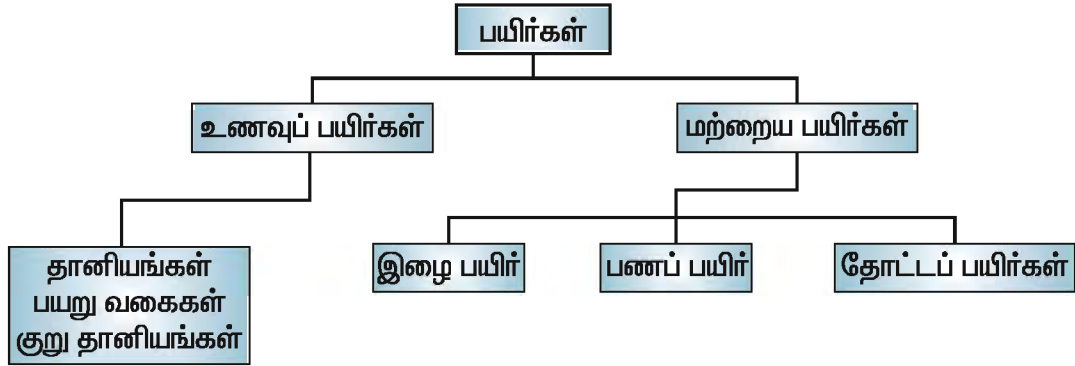 பயிர்கள்
உணவுப் பயிர்கள்
மற்றைய பயிர்கள்
தானியங்கள்
பயறு வகைகள்
குறு தானியங்கள்
இழை பயிர்
பணப் பயிர்
தோட்டப் பயிர்கள்